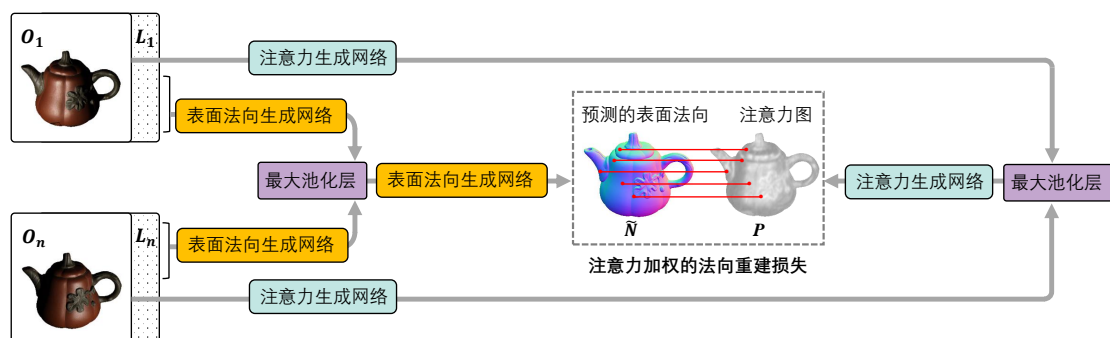 O₁
L₁
注意力生成网络
表面法向生成网络
预测的表面法向
注意力图
最大池化层
表面法向生成网络
注意力生成网络
最大池化层
Oₙ
Lₙ
表面法向生成网络
Ñ
P
注意力加权的法向重建损失
注意力生成网络